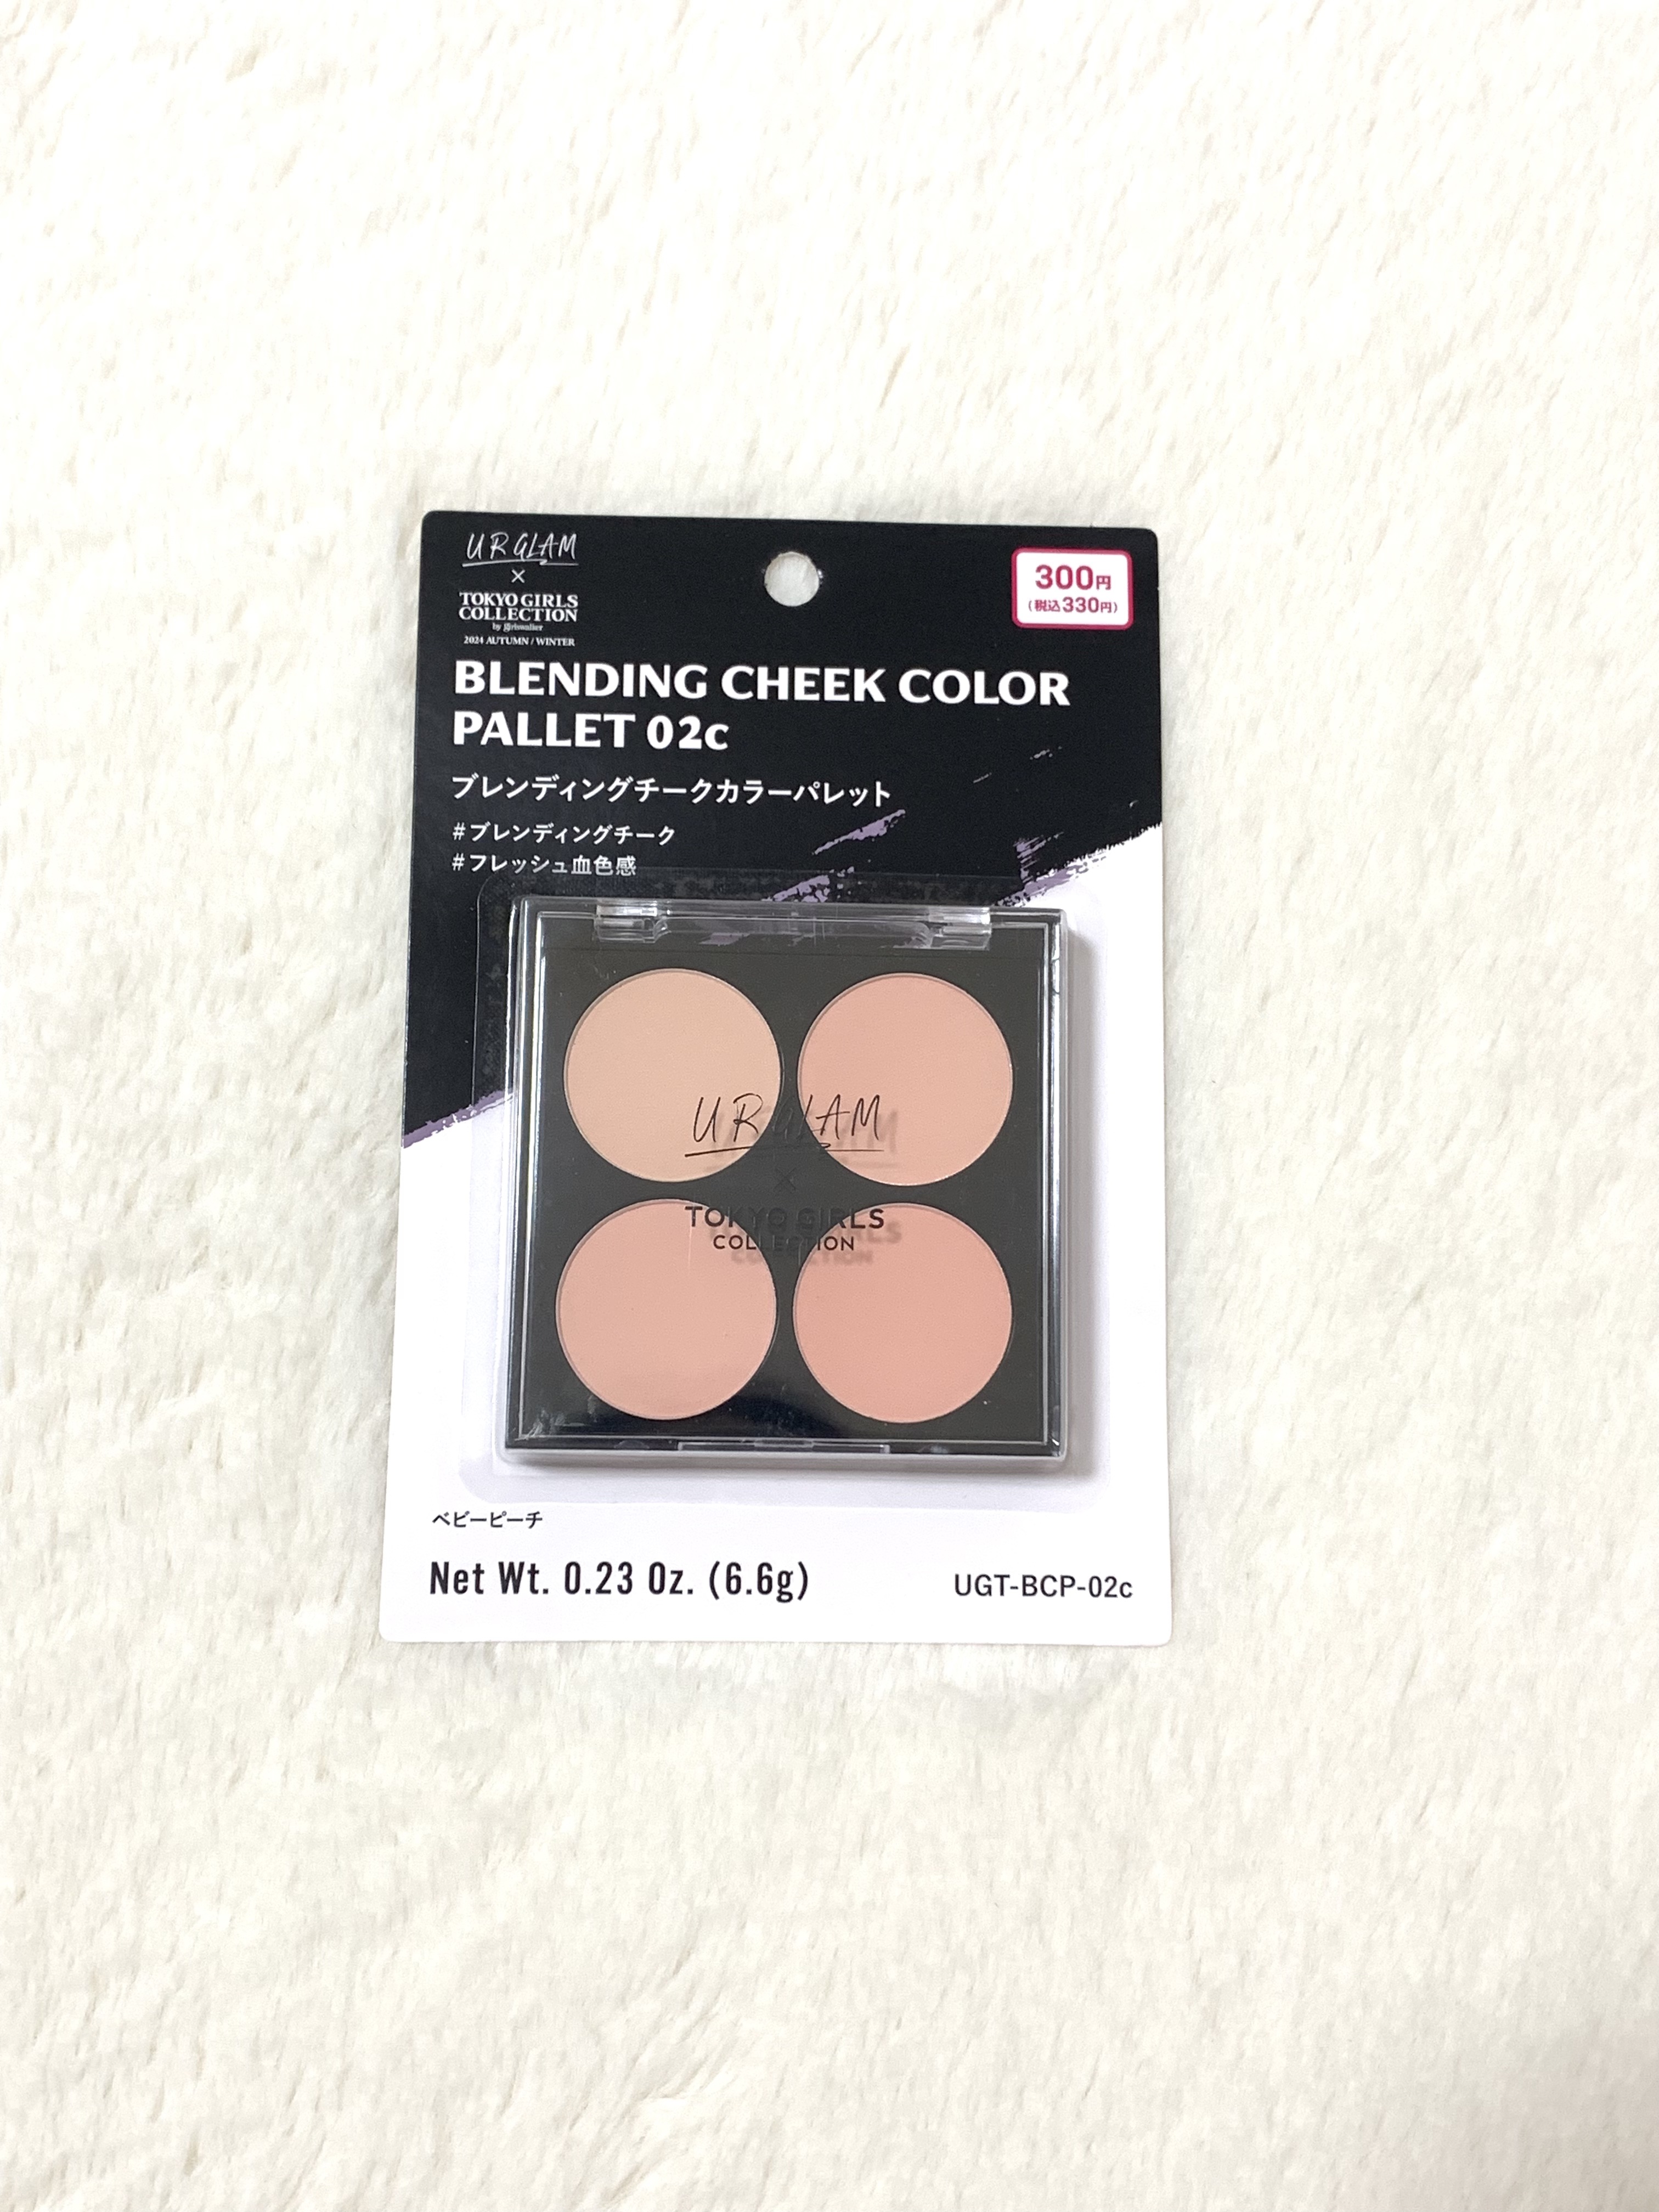 UR GLAM
×
TOKYO GIRLS
COLLECTION
by girlswalker
2024 AUTUMN / WINTER
300円
(税込330円)
BLENDING CHEEK COLOR
PALLET 02c
ブレンディングチークカラーパレット
#ブレンディングチーク
#フレッシュ血色感
UR GLAM
×
TOKYO GIRLS
COLLECTION
ベビーピーチ
Net Wt. 0.23 Oz. (6.6g)
UGT-BCP-02c